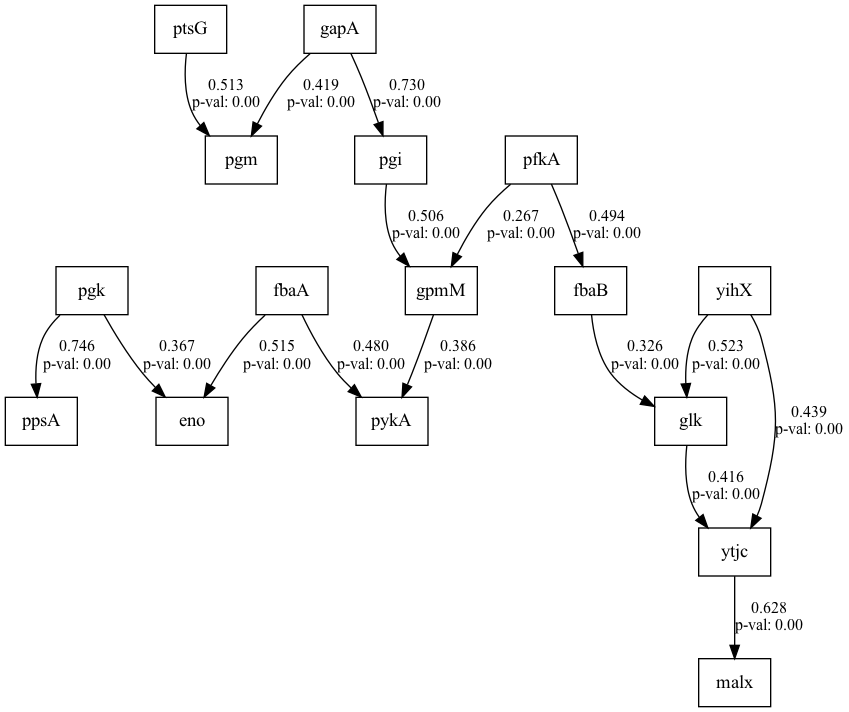 ptsG
gapA
0.513
p-val: 0.00
0.419
p-val: 0.00
0.730
p-val: 0.00
pgm
pgi
pfkA
0.506
p-val: 0.00
0.267
p-val: 0.00
0.494
p-val: 0.00
pgk
fbaA
gpmM
fbaB
yihX
0.746
p-val: 0.00
0.367
p-val: 0.00
0.515
p-val: 0.00
0.480
p-val: 0.00
0.386
p-val: 0.00
0.326
p-val: 0.00
0.523
p-val: 0.00
0.439
p-val: 0.00
ppsA
eno
pykA
glk
0.416
p-val: 0.00
ytjc
0.628
p-val: 0.00
malx